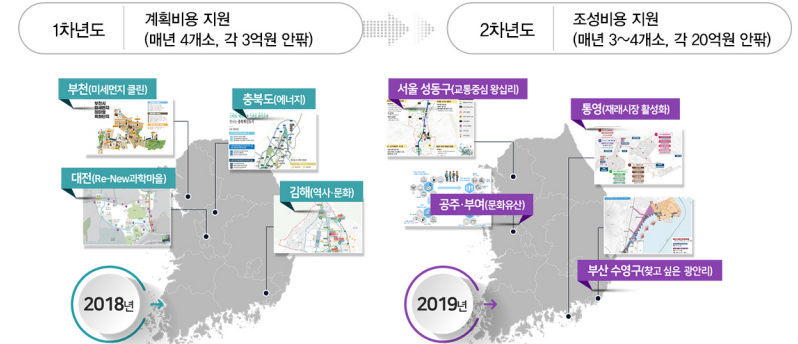 1차년도
계획비용 지원
(매년 4개소, 각 3억원 안팎)
2차년도
조성비용 지원
(매년 3~4개소, 각 20억원 안팎)
부천(미세먼지 클린)
충북도(에너지)
대전(Re-New과학마을)
김해(역사·문화)
2018년
서울 성동구(교통중심 왕십리)
통영(재래시장 활성화)
공주·부여(문화유산)
부산 수영구(찾고 싶은 광안리)
2019년